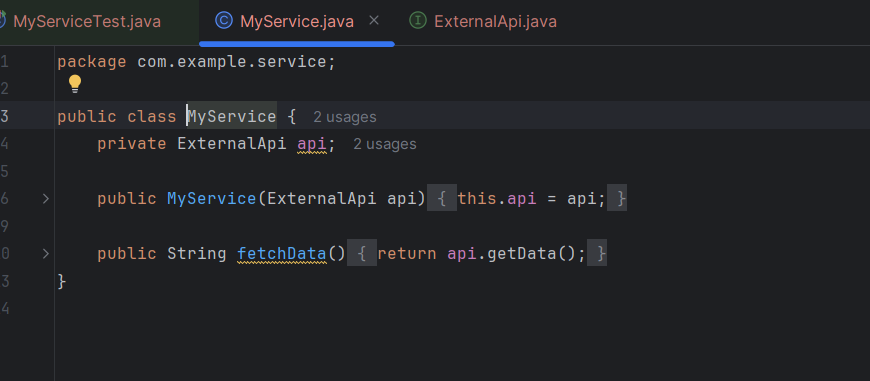 MyServiceTest.java MyService.java ExternalApi.java
1 package com.example.service;
2
3 public class MyService { 2 usages
4 private ExternalApi api; 2 usages
5
6 public MyService(ExternalApi api) { this.api = api; }
9
0 public String fetchData() { return api.getData(); }
3 }
4